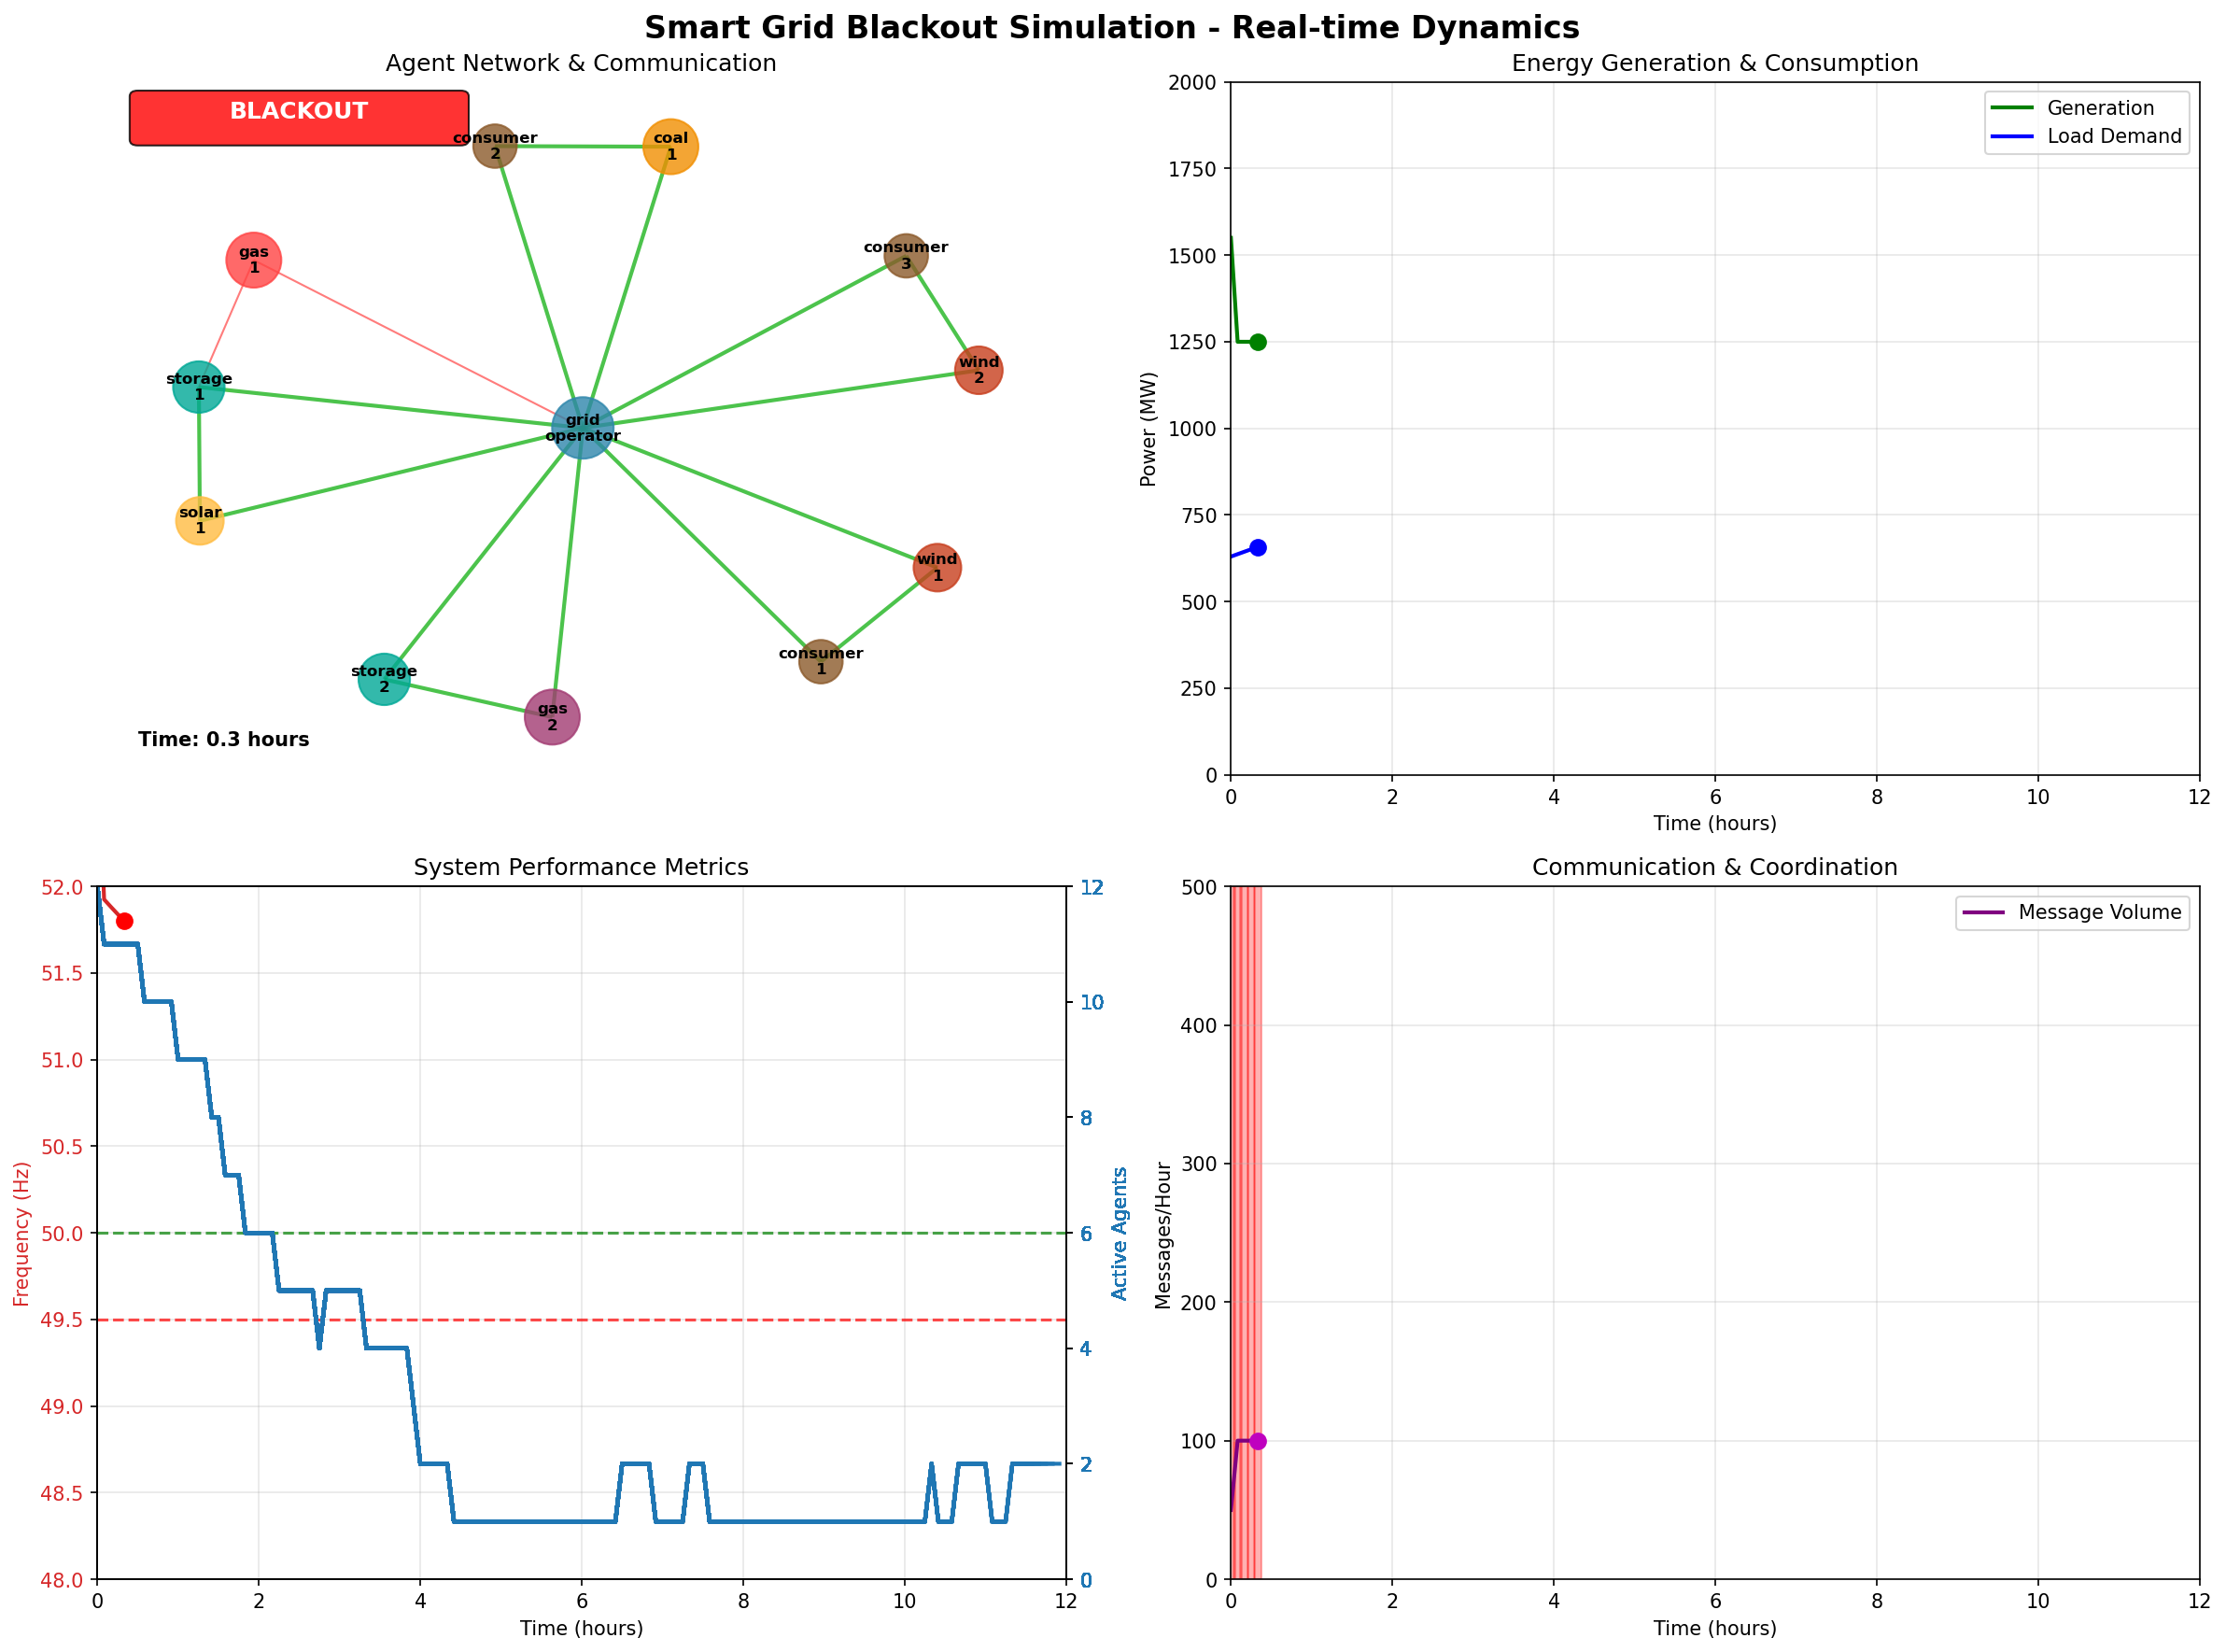 Smart Grid Blackout Simulation - Real-time Dynamics
Agent Network & Communication
BLACKOUT
consumer
2
coal
1
gas
1
consumer
3
storage
1
wind
2
grid
operator
solar
1
wind
1
consumer
1
storage
2
gas
2
Time: 0.3 hours
Energy Generation & Consumption
Generation
Load Demand
Power (MW)
2000
1750
1500
1250
1000
750
500
250
0
0 2 4 6 8 10 12
Time (hours)
System Performance Metrics
Frequency (Hz)
52.0
51.5
51.0
50.5
50.0
49.5
49.0
48.5
48.0
12
10
8
6
4
2
0
Active Agents
0 2 4 6 8 10 12
Time (hours)
Communication & Coordination
Message Volume
Messages/Hour
500
400
300
200
100
0
0 2 4 6 8 10 12
Time (hours)